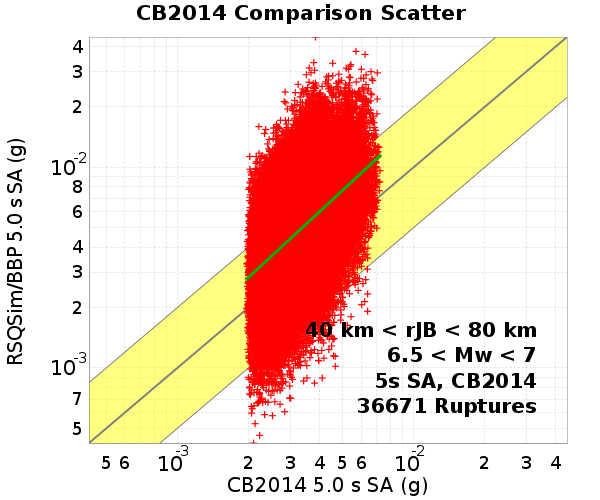 CB2014 Comparison Scatter
RSQSim/BBP 5.0 s SA (g)
4
3
2
10-2
8
6
4
3
2
10-3
7
5
40 km < rJB < 80 km
6.5 < Mw < 7
5s SA, CB2014
36671 Ruptures
5 6 10-3 2 3 4 5 6 10-2 2 3 4
CB2014 5.0 s SA (g)